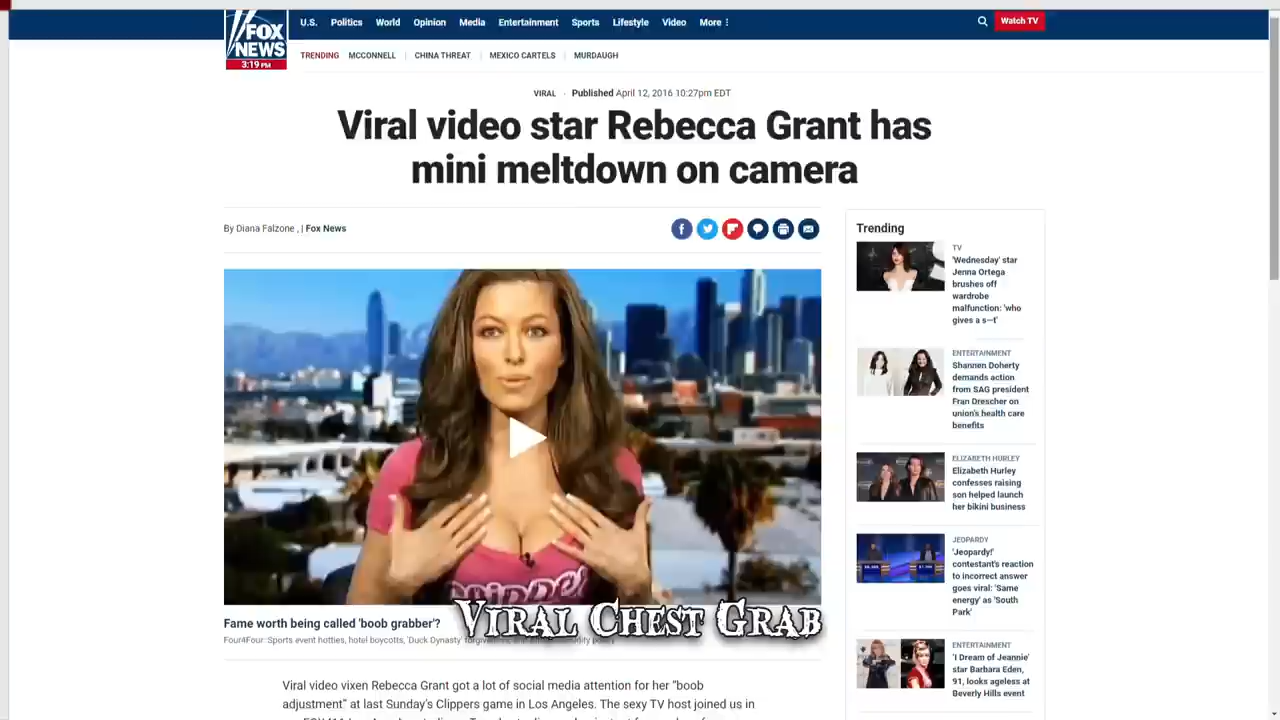 FOX
NEWS
3:19 PM
U.S. Politics World Opinion Media Entertainment Sports Lifestyle Video More
Watch TV
TRENDING MCCONNELL CHINA THREAT MEXICO CARTELS MURDAUGH
VIRAL · Published April 12, 2016 10:27pm EDT
Viral video star Rebecca Grant has
mini meltdown on camera
By Diana Falzone , | Fox News
Fame worth being called 'boob grabber'?
Four4Four: Sports event hotties, hotel boycotts, 'Duck Dynasty'
VIRAL CHEST GRAB
Viral video vixen Rebecca Grant got a lot of social media attention for her "boob
adjustment" at last Sunday's Clippers game in Los Angeles. The sexy TV host joined us in
Trending
TV
'Wednesday' star
Jenna Ortega
brushes off
wardrobe
malfunction: 'who
gives a s—t'
ENTERTAINMENT
Shannen Doherty
demands action
from SAG president
Fran Drescher on
union's health care
benefits
ELIZABETH HURLEY
Elizabeth Hurley
confesses raising
son helped launch
her bikini business
JEOPARDY
'Jeopardy!'
contestant's reaction
to incorrect answer
goes viral: 'Same
energy' as 'South
Park'
ENTERTAINMENT
'I Dream of Jeannie'
star Barbara Eden,
91, looks ageless at
Beverly Hills event